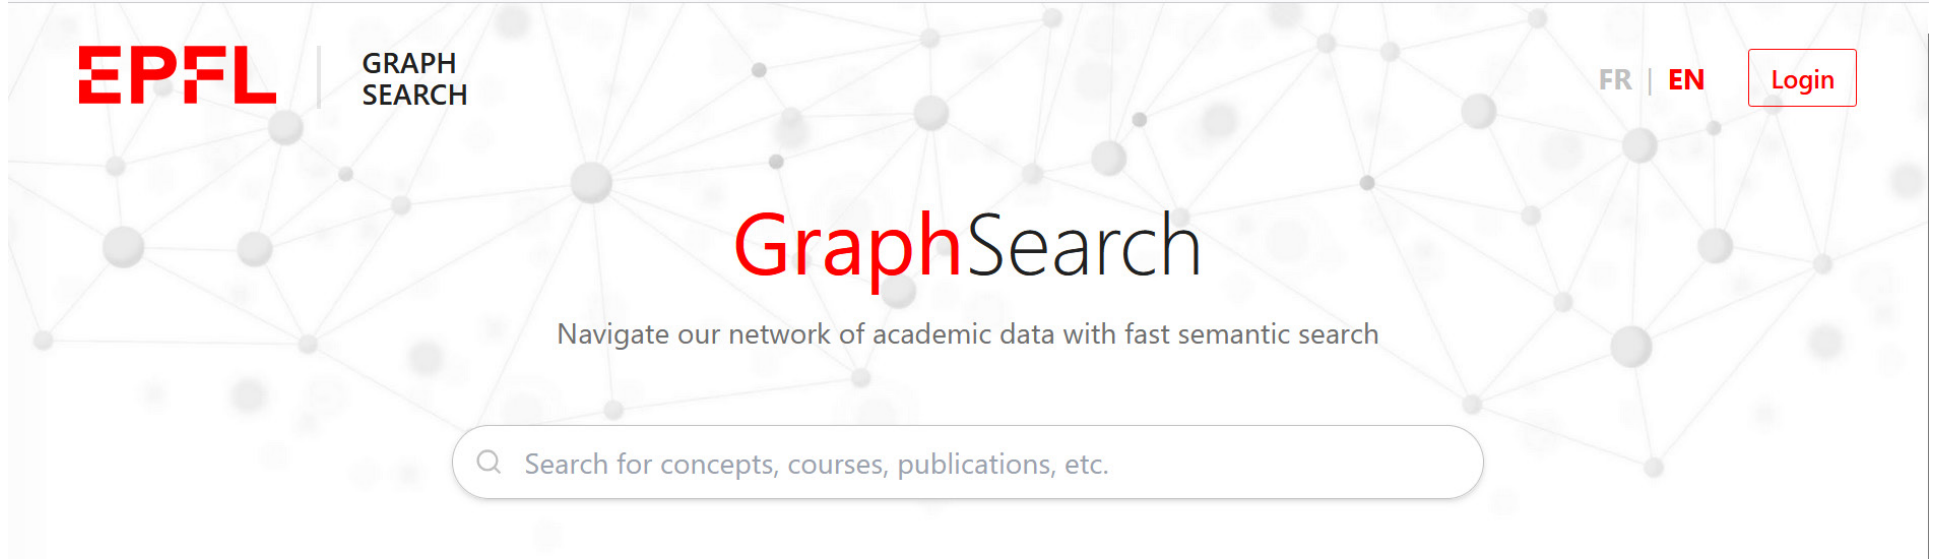 EPFL
GRAPH
SEARCH
FR | EN
Login
GraphSearch
Navigate our network of academic data with fast semantic search
Search for concepts, courses, publications, etc.